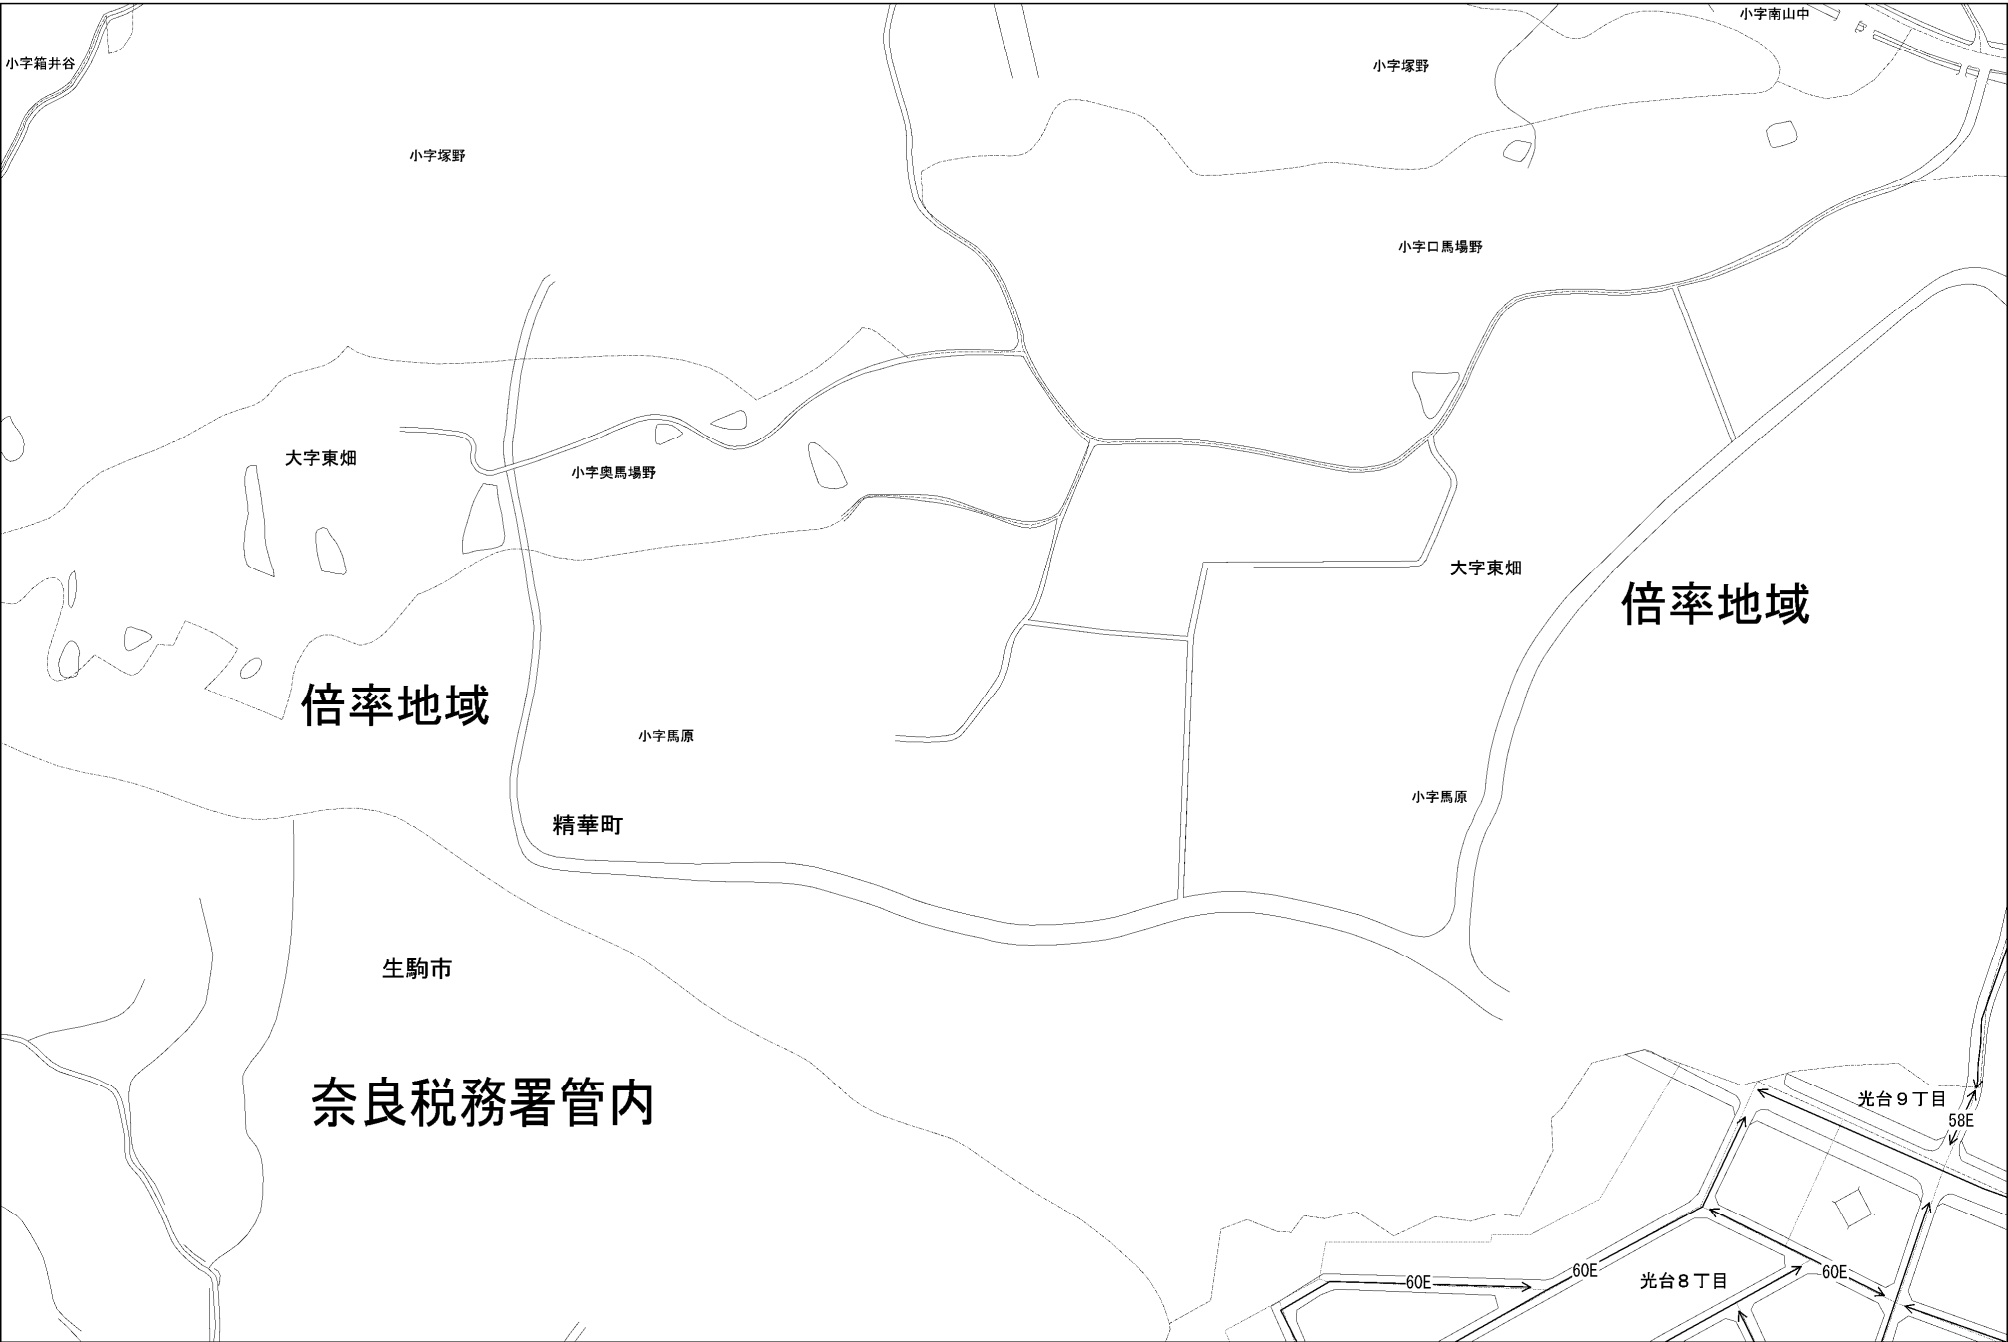 小字南山中
小字箱井谷
小字塚野
小字塚野
小字口馬場野
大字東畑
小字奥馬場野
大字東畑
倍率地域
倍率地域
小字馬原
小字馬原
精華町
生駒市
奈良税務署管内
光台9丁目
58E
60E
60E
60E
光台8丁目